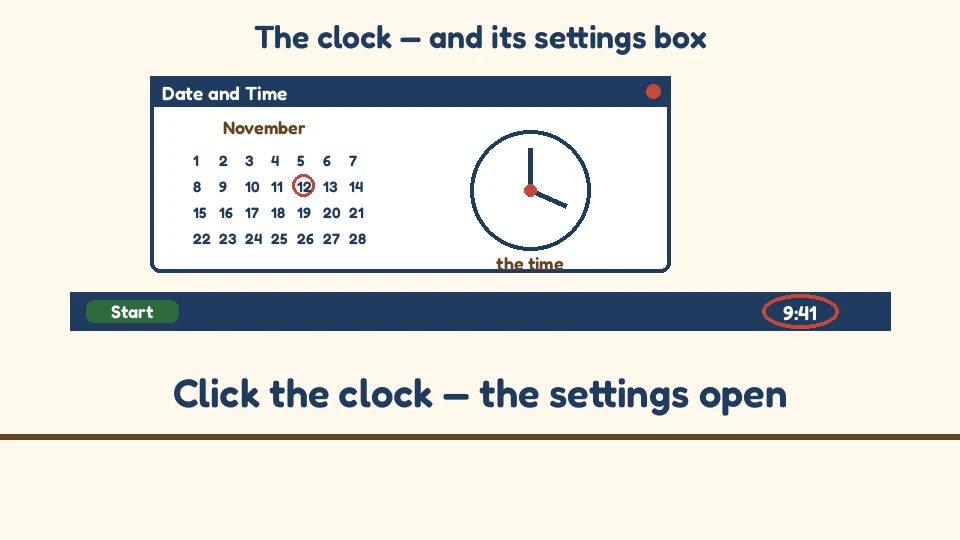 The clock — and its settings box
Date and Time
November
1 2 3 4 5 6 7
8 9 10 11 12 13 14
15 16 17 18 19 20 21
22 23 24 25 26 27 28
the time
Start
9:41
Click the clock — the settings open